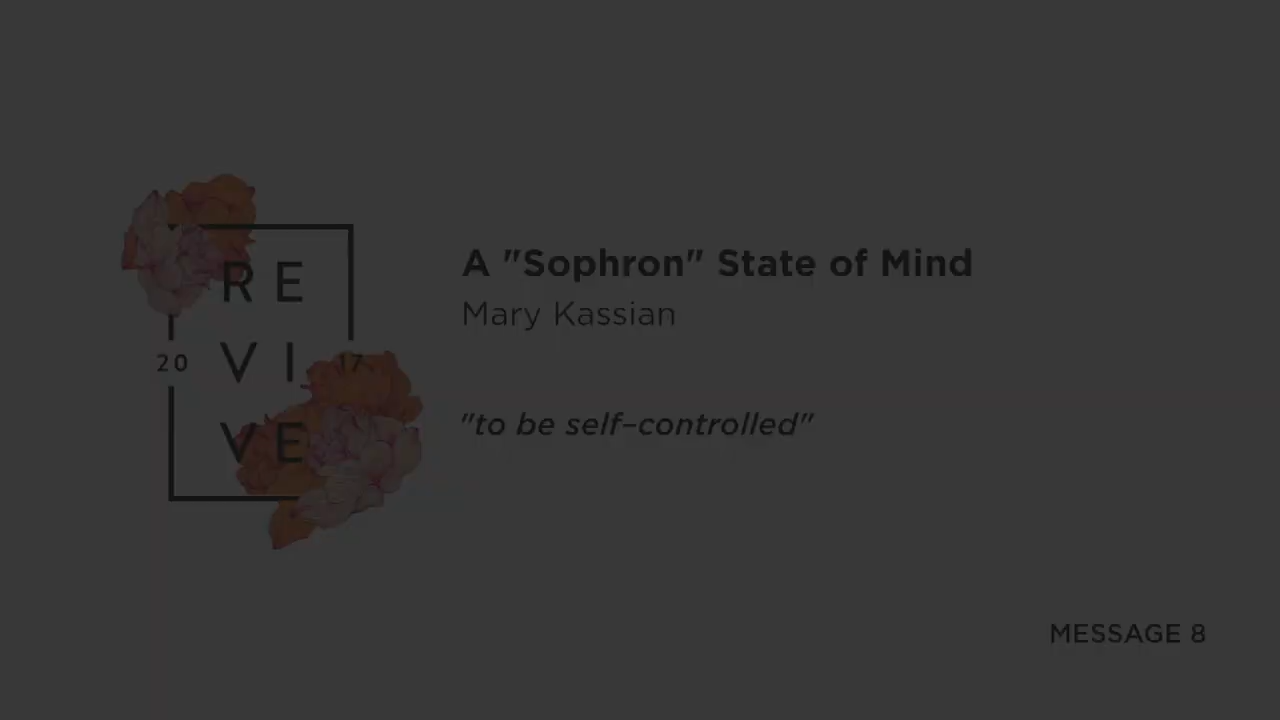 RE
20 VI 17
VE
A "Sophron" State of Mind
Mary Kassian
"to be self-controlled"
MESSAGE 8